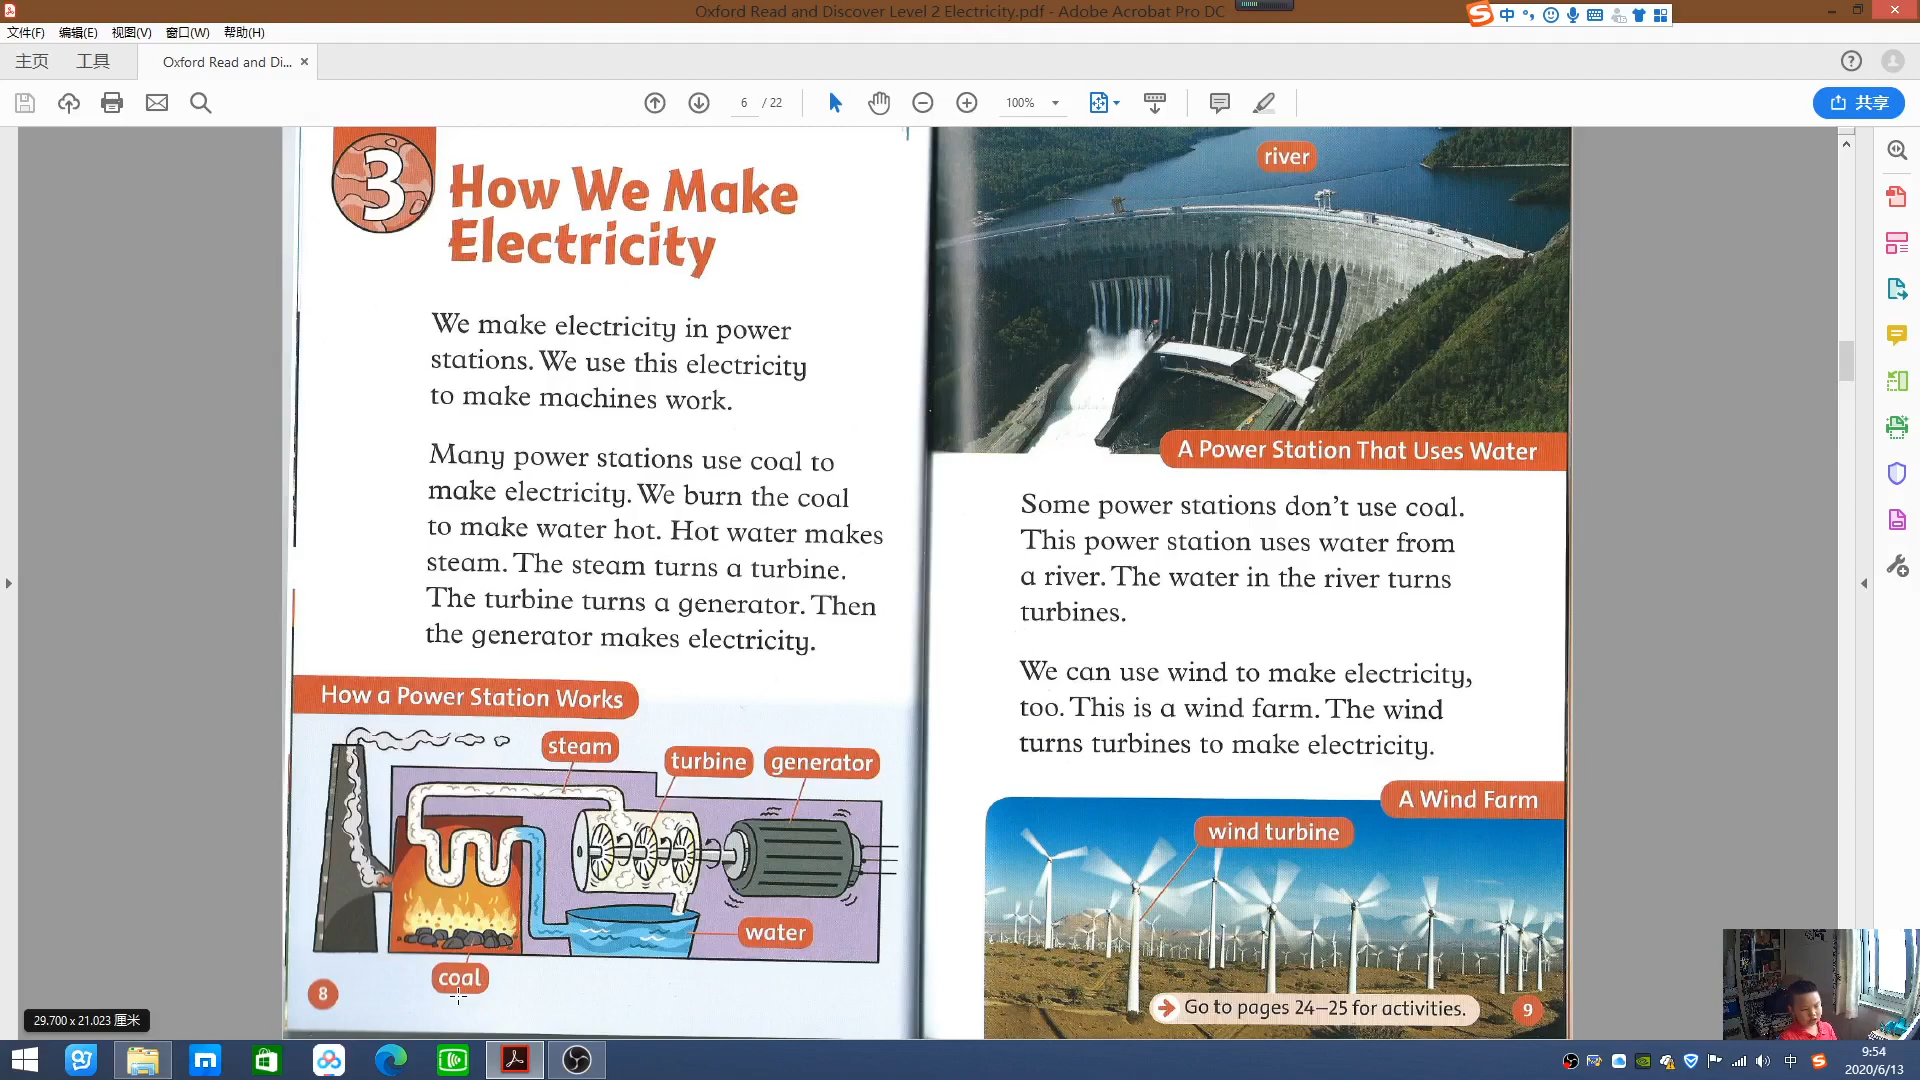 Oxford Read and Discover Level 2 Electricity.pdf - Adobe Acrobat Pro DC
中
文件(F) 编辑(E) 视图(V) 窗口(W) 帮助(H)
主页 工具 Oxford Read and Di... ×
6 / 22
100%
共享
3
How We Make
Electricity
We make electricity in power
stations. We use this electricity
to make machines work.
Many power stations use coal to
make electricity. We burn the coal
to make water hot. Hot water makes
steam. The steam turns a turbine.
The turbine turns a generator. Then
the generator makes electricity.
How a Power Station Works
steam
turbine
generator
water
coal
8
river
A Power Station That Uses Water
Some power stations don't use coal.
This power station uses water from
a river. The water in the river turns
turbines.
We can use wind to make electricity,
too. This is a wind farm. The wind
turns turbines to make electricity.
A Wind Farm
wind turbine
Go to pages 24–25 for activities.
9
29.700 x 21.023 厘米
中
9:54
2020/6/13